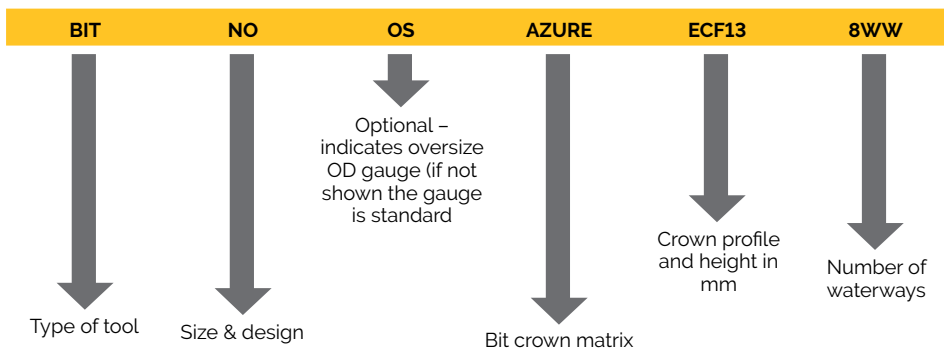 BIT NO OS AZURE ECF13 8WW
Optional –
indicates oversize
OD gauge (if not
shown the gauge
is standard
Crown profile
and height in
mm
Number of
waterways
Type of tool
Size & design
Bit crown matrix